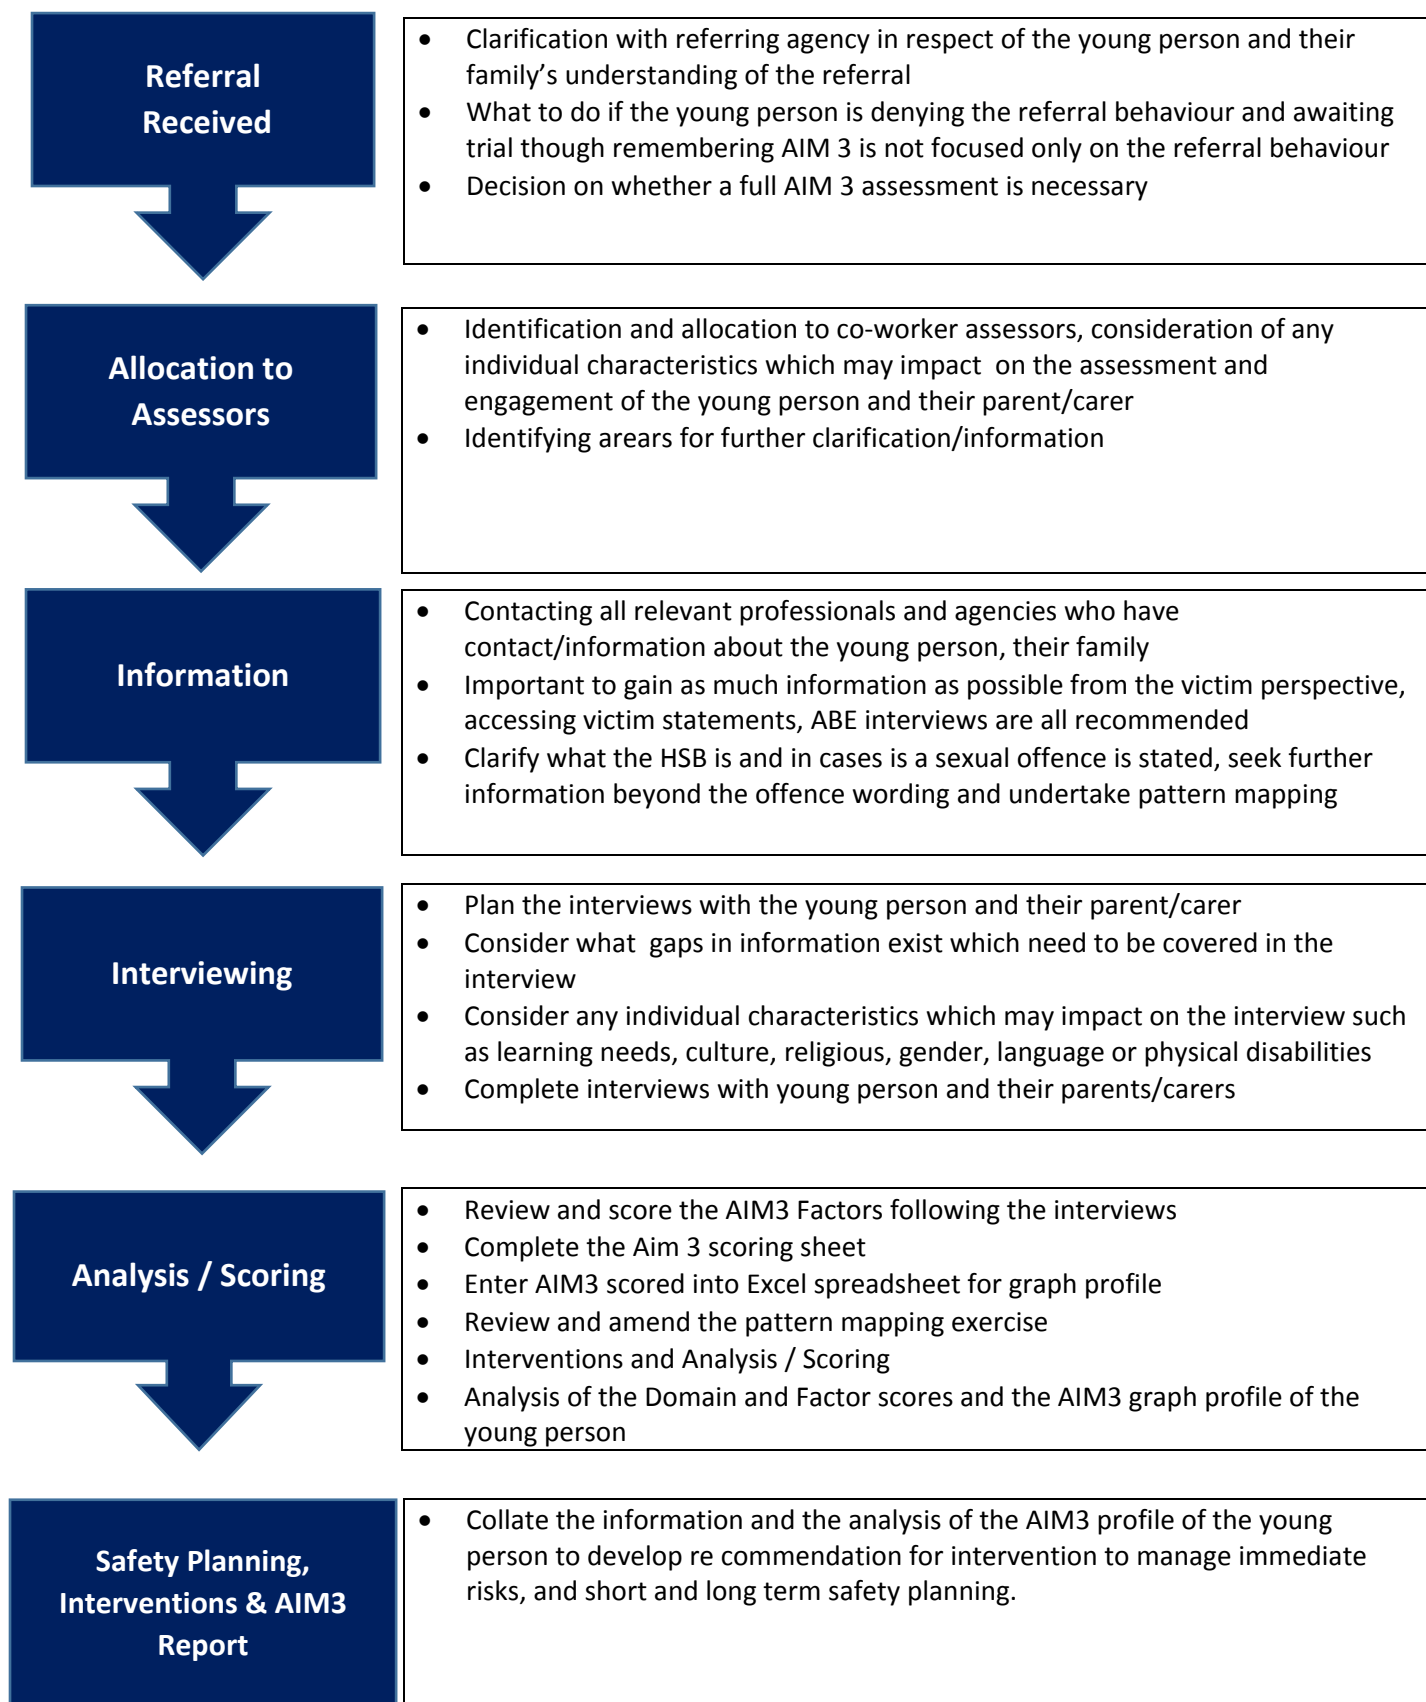 Referral
Received
• Clarification with referring agency in respect of the young person and their
family’s understanding of the referral
• What to do if the young person is denying the referral behaviour and awaiting
trial though remembering AIM 3 is not focused only on the referral behaviour
• Decision on whether a full AIM 3 assessment is necessary
Allocation to
Assessors
• Identification and allocation to co-worker assessors, consideration of any
individual characteristics which may impact on the assessment and
engagement of the young person and their parent/carer
• Identifying arears for further clarification/information
Information
• Contacting all relevant professionals and agencies who have
contact/information about the young person, their family
• Important to gain as much information as possible from the victim perspective,
accessing victim statements, ABE interviews are all recommended
• Clarify what the HSB is and in cases is a sexual offence is stated, seek further
information beyond the offence wording and undertake pattern mapping
Interviewing
• Plan the interviews with the young person and their parent/carer
• Consider what gaps in information exist which need to be covered in the
interview
• Consider any individual characteristics which may impact on the interview such
as learning needs, culture, religious, gender, language or physical disabilities
• Complete interviews with young person and their parents/carers
Analysis / Scoring
• Review and score the AIM3 Factors following the interviews
• Complete the Aim 3 scoring sheet
• Enter AIM3 scored into Excel spreadsheet for graph profile
• Review and amend the pattern mapping exercise
• Interventions and Analysis / Scoring
• Analysis of the Domain and Factor scores and the AIM3 graph profile of the
young person
Safety Planning,
Interventions & AIM3
Report
• Collate the information and the analysis of the AIM3 profile of the young
person to develop re commendation for intervention to manage immediate
risks, and short and long term safety planning.